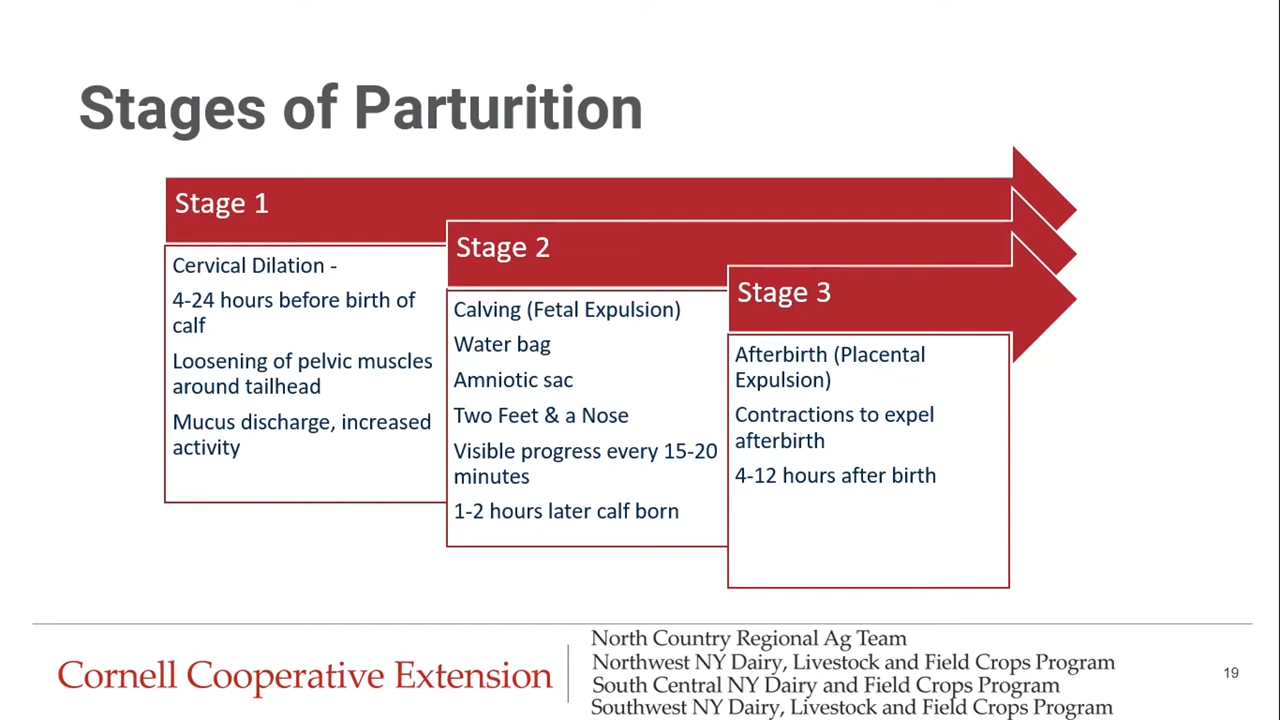 Stages of Parturition
Stage 1
Cervical Dilation -
4-24 hours before birth of
calf
Loosening of pelvic muscles
around tailhead
Mucus discharge, increased
activity
Stage 2
Calving (Fetal Expulsion)
Water bag
Amniotic sac
Two Feet & a Nose
Visible progress every 15-20
minutes
1-2 hours later calf born
Stage 3
Afterbirth (Placental
Expulsion)
Contractions to expel
afterbirth
4-12 hours after birth
Cornell Cooperative Extension
North Country Regional Ag Team
Northwest NY Dairy, Livestock and Field Crops Program
South Central NY Dairy and Field Crops Program
Southwest NY Dairy, Livestock and Field Crops Program
19